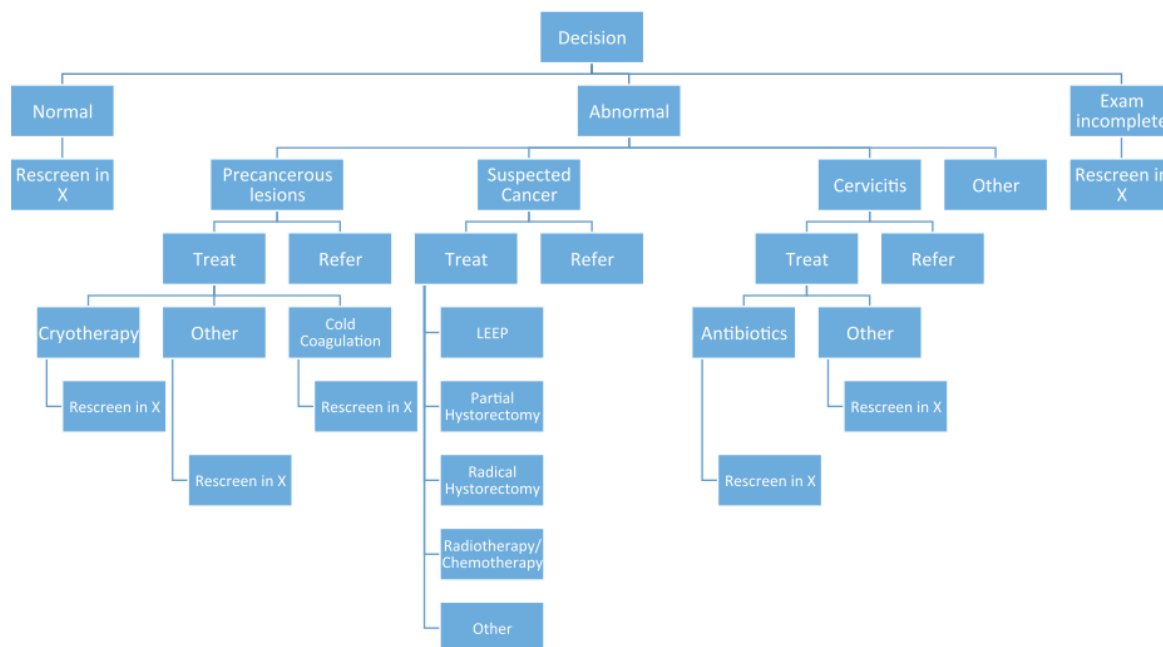 Decision
Normal
Abnormal
Exam
incomplete
Rescreen in
X
Precancerous
lesions
Suspected
Cancer
Cervicitis
Other
Rescreen in
X
Treat
Refer
Treat
Refer
Treat
Refer
Cryotherapy
Other
Cold
Coagulation
LEEP
Antibiotics
Other
Rescreen in X
Rescreen in X
Partial
Hystorectomy
Rescreen in X
Rescreen in X
Radical
Hystorectomy
Rescreen in X
Radiotherapy/
Chemotherapy
Other